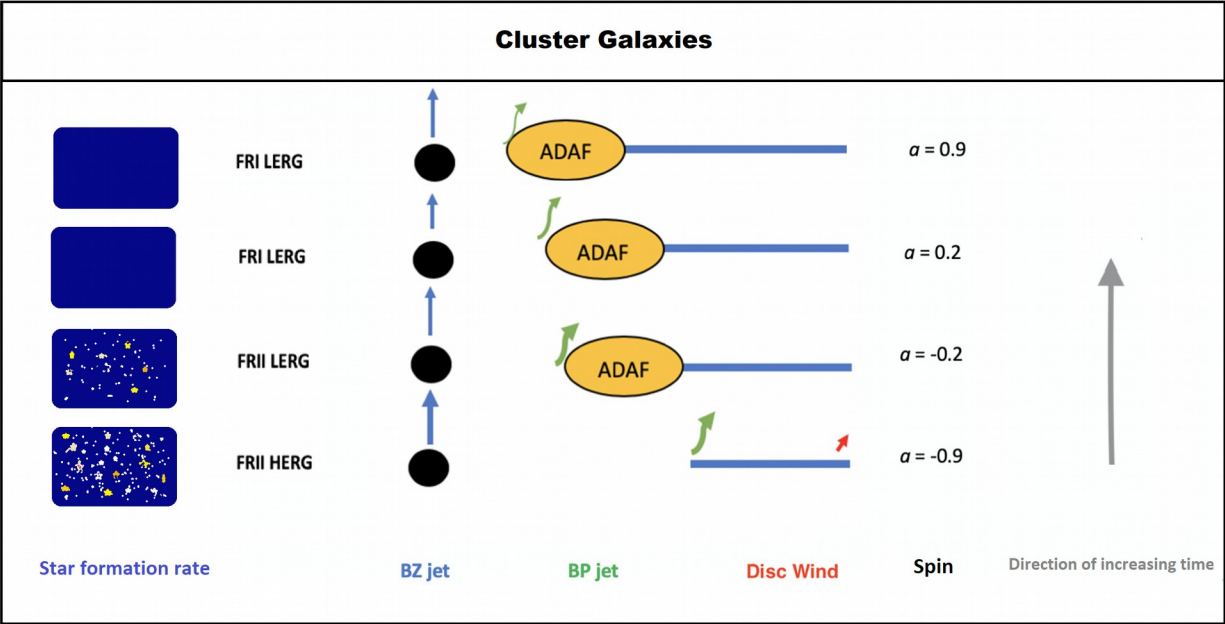 Cluster Galaxies
FRI LERG ADAF a = 0.9
FRI LERG ADAF a = 0.2
FRII LERG ADAF a = -0.2
FRII HERG a = -0.9
Star formation rate BZ jet BP jet Disc Wind Spin Direction of increasing time